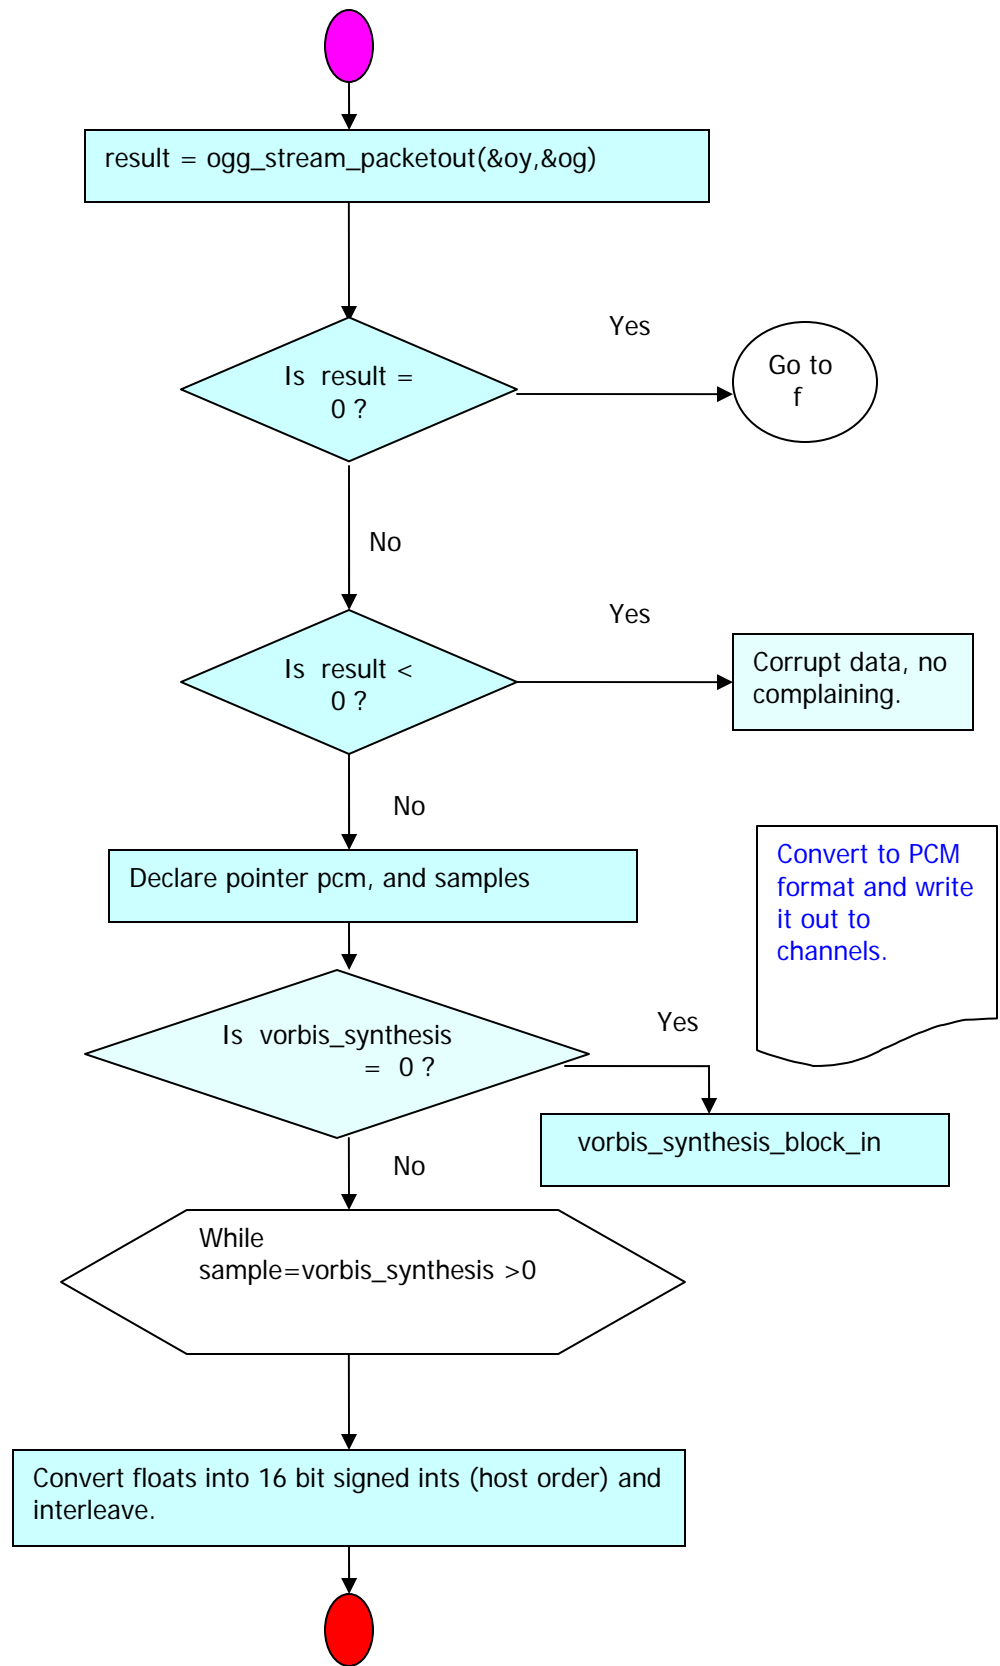 result = ogg_stream_packetout(&oy,&og)
Yes
Is result =
0 ?
Go to
f
No
Yes
Is result <
0 ?
Corrupt data, no
complaining.
No
Declare pointer pcm, and samples
Convert to PCM
format and write
it out to
channels.
Is vorbis_synthesis
= 0 ?
Yes
vorbis_synthesis_block_in
No
While
sample=vorbis_synthesis >0
Convert floats into 16 bit signed ints (host order) and
interleave.